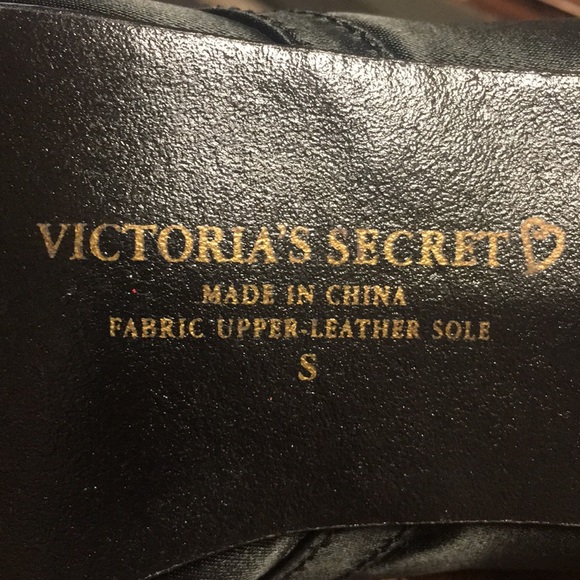 VICTORIA'S SECRET
MADE IN CHINA
FABRIC UPPER-LEATHER SOLE
S